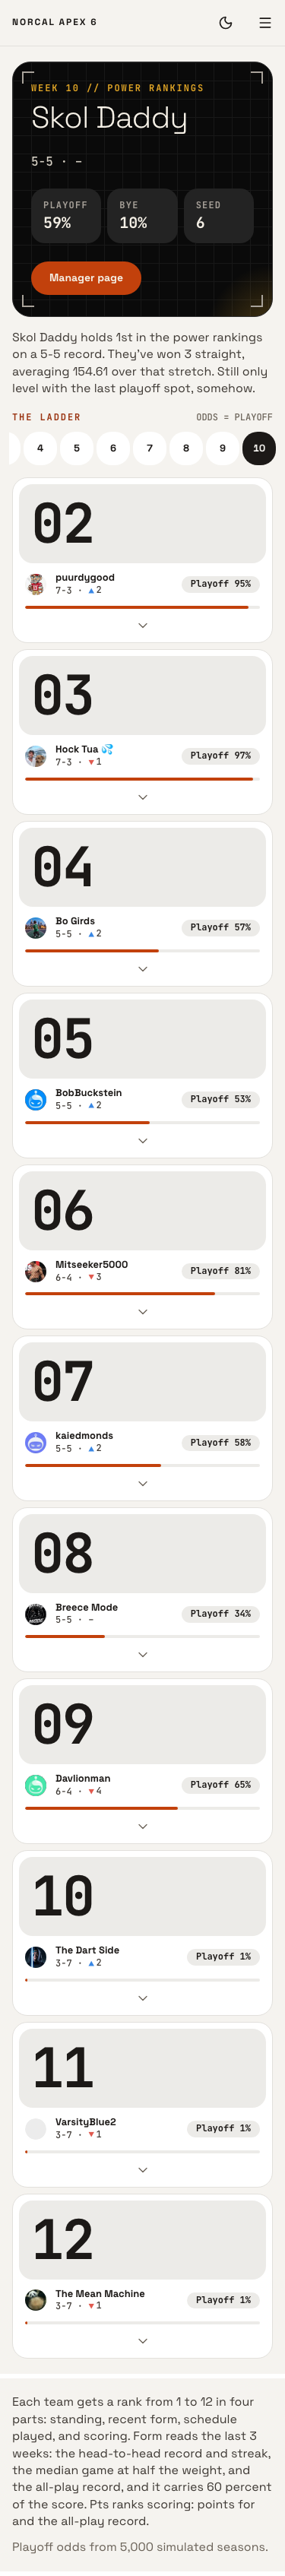 NORCAL APEX 6
WEEK 10 // POWER RANKINGS
Skol Daddy
5-5 · –
PLAYOFF BYE SEED
59% 10% 6
Manager page
Skol Daddy holds 1st in the power rankings
on a 5-5 record. They've won 3 straight,
averaging 154.61 over that stretch. Still only
level with the last playoff spot, somehow.
THE LADDER ODDS = PLAYOFF
4 5 6 7 8 9 10
02
puurdygood
7-3 · ▲2
Playoff 95%
03
Hock Tua 💦
7-3 · ▼1
Playoff 97%
04
Bo Girds
5-5 · ▲2
Playoff 57%
05
BobBuckstein
5-5 · ▲2
Playoff 53%
06
Mitseeker5000
6-4 · ▼3
Playoff 81%
07
kaiedmonds
5-5 · ▲2
Playoff 58%
08
Breece Mode
5-5 · –
Playoff 34%
09
Davlionman
6-4 · ▼4
Playoff 65%
10
The Dart Side
3-7 · ▲2
Playoff 1%
11
VarsityBlue2
3-7 · ▼1
Playoff 1%
12
The Mean Machine
3-7 · ▼1
Playoff 1%
Each team gets a rank from 1 to 12 in four
parts: standing, recent form, schedule
played, and scoring. Form reads the last 3
weeks: the head-to-head record and streak,
the median game at half the weight, and
the all-play record, and it carries 60 percent
of the score. Pts ranks scoring: points for
and the all-play record.
Playoff odds from 5,000 simulated seasons.